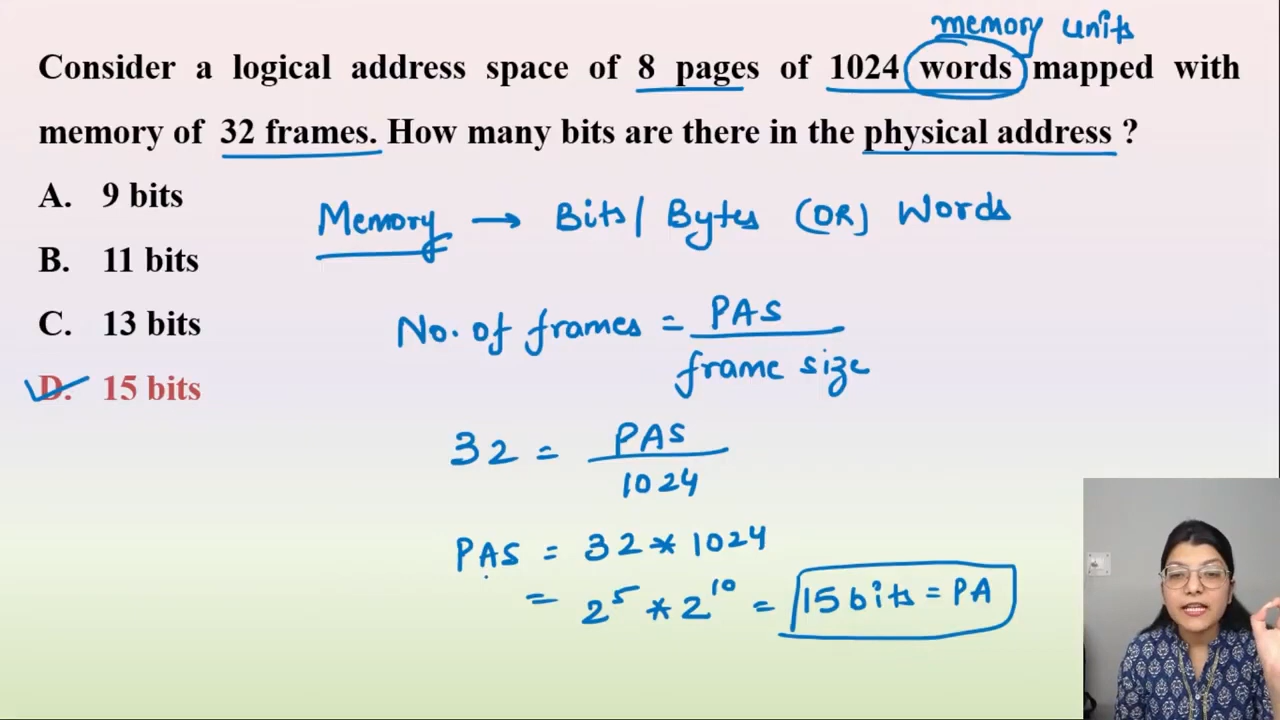 memory units
Consider a logical address space of 8 pages of 1024 words mapped with
memory of 32 frames. How many bits are there in the physical address ?
A. 9 bits
B. 11 bits
C. 13 bits
D. 15 bits
Memory → Bits/ Bytes (OR) Words
No. of frames = PAS / frame size
32 = PAS / 1024
PAS = 32 * 1024
= 2^5 * 2^10 = 15 bits = PA